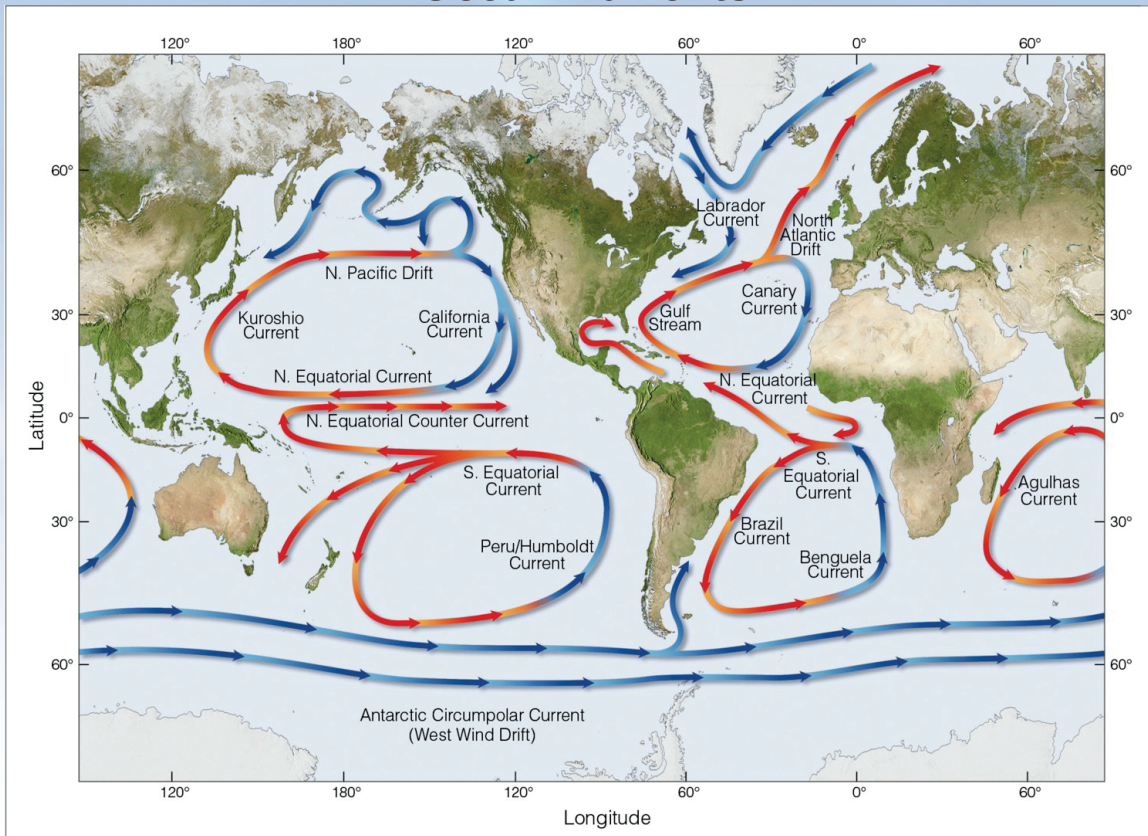 120°
180°
120°
60°
0°
60°
60°
60°
Labrador
Current
North
Atlantic
Drift
N. Pacific Drift
Kuroshio
Current
California
Current
Gulf
Stream
Canary
Current
30°
30°
N. Equatorial Current
N. Equatorial
Current
Latitude
0°
0°
N. Equatorial Counter Current
S. Equatorial
Current
S.
Equatorial
Current
Agulhas
Current
30°
30°
Brazil
Current
Peru/Humboldt
Current
Benguela
Current
60°
60°
Antarctic Circumpolar Current
(West Wind Drift)
120°
180°
120°
60°
0°
60°
Longitude